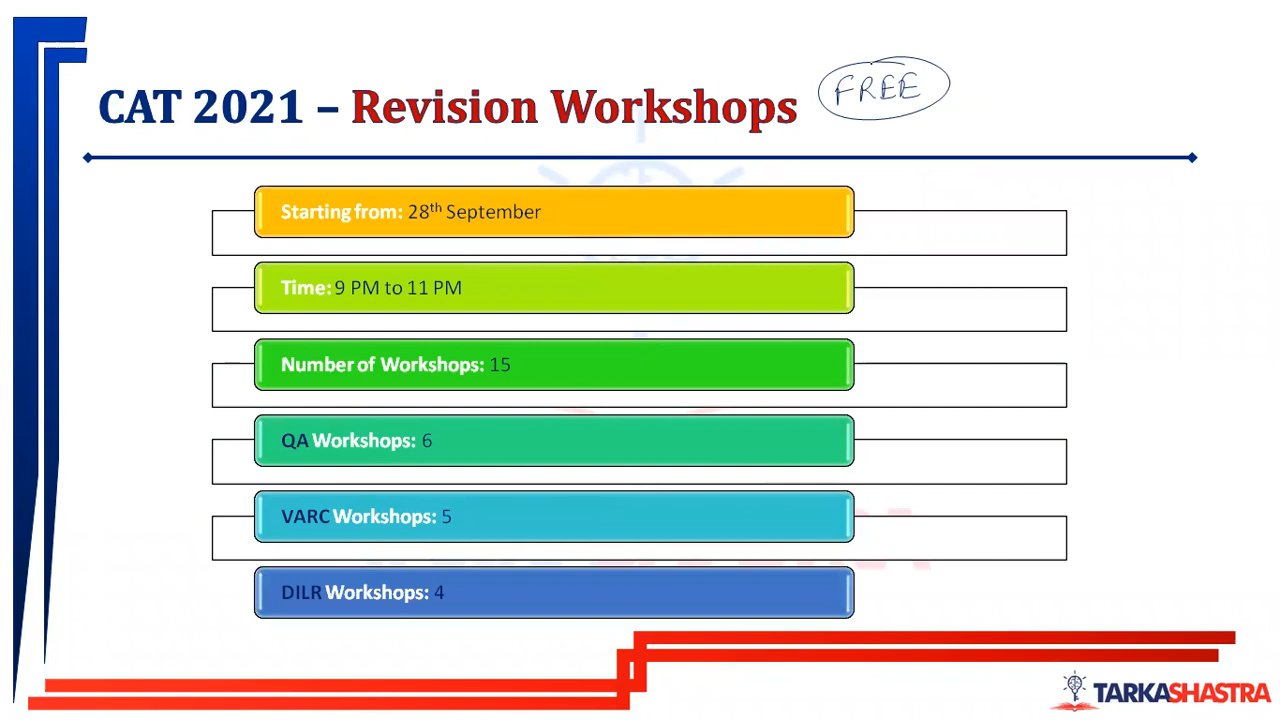 CAT 2021 – Revision Workshops FREE
Starting from: 28th September
Time: 9 PM to 11 PM
Number of Workshops: 15
QA Workshops: 6
VARC Workshops: 5
DILR Workshops: 4
TARKASHASTRA